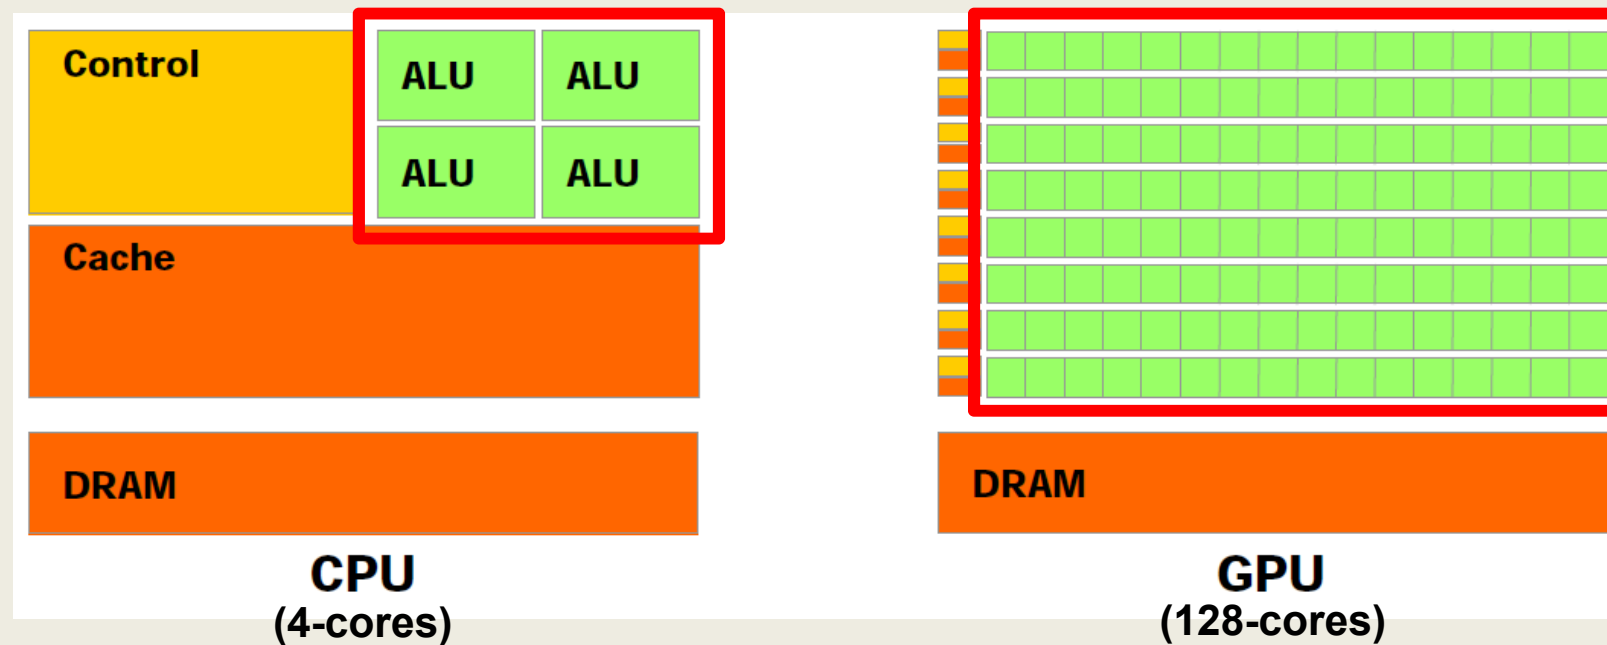 Control
ALU ALU
ALU ALU
Cache
DRAM
CPU
(4-cores)
DRAM
GPU
(128-cores)